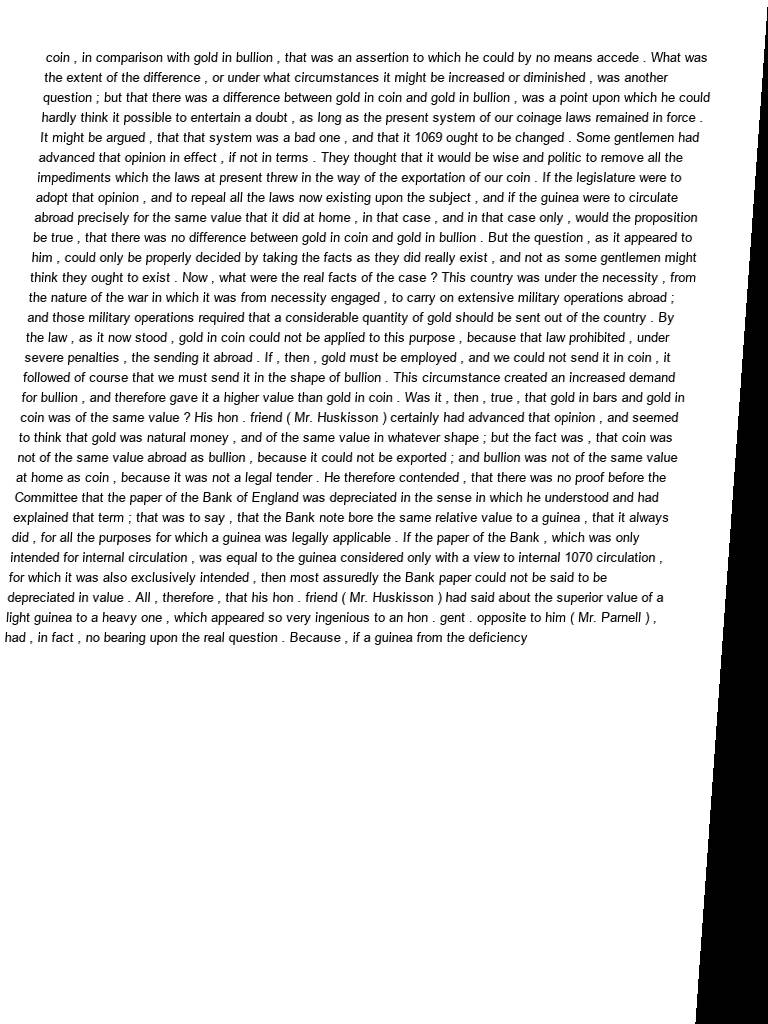 coin , in comparison with gold in bullion , that was an assertion to which he could by no means accede . What was
the extent of the difference , or under what circumstances it might be increased or diminished , was another
question ; but that there was a difference between gold in coin and gold in bullion , was a point upon which he could
hardly think it possible to entertain a doubt , as long as the present system of our coinage laws remained in force .
It might be argued , that that system was a bad one , and that it 1069 ought to be changed . Some gentlemen had
advanced that opinion in effect , if not in terms . They thought that it would be wise and politic to remove all the
impediments which the laws at present threw in the way of the exportation of our coin . If the legislature were to
adopt that opinion , and to repeal all the laws now existing upon the subject , and if the guinea were to circulate
abroad precisely for the same value that it did at home , in that case , and in that case only , would the proposition
be true , that there was no difference between gold in coin and gold in bullion . But the question , as it appeared to
him , could only be properly decided by taking the facts as they did really exist , and not as some gentlemen might
think they ought to exist . Now , what were the real facts of the case ? This country was under the necessity , from
the nature of the war in which it was from necessity engaged , to carry on extensive military operations abroad ;
and those military operations required that a considerable quantity of gold should be sent out of the country . By
the law , as it now stood , gold in coin could not be applied to this purpose , because that law prohibited , under
severe penalties , the sending it abroad . If , then , gold must be employed , and we could not send it in coin , it
followed of course that we must send it in the shape of bullion . This circumstance created an increased demand
for bullion , and therefore gave it a higher value than gold in coin . Was it , then , true , that gold in bars and gold in
coin was of the same value ? His hon . friend ( Mr. Huskisson ) certainly had advanced that opinion , and seemed
to think that gold was natural money , and of the same value in whatever shape ; but the fact was , that coin was
not of the same value abroad as bullion , because it could not be exported ; and bullion was not of the same value
at home as coin , because it was not a legal tender . He therefore contended , that there was no proof before the
Committee that the paper of the Bank of England was depreciated in the sense in which he understood and had
explained that term ; that was to say , that the Bank note bore the same relative value to a guinea , that it always
did , for all the purposes for which a guinea was legally applicable . If the paper of the Bank , which was only
intended for internal circulation , was equal to the guinea considered only with a view to internal 1070 circulation ,
for which it was also exclusively intended , then most assuredly the Bank paper could not be said to be
depreciated in value . All , therefore , that his hon . friend ( Mr. Huskisson ) had said about the superior value of a
light guinea to a heavy one , which appeared so very ingenious to an hon . gent . opposite to him ( Mr. Parnell ) ,
had , in fact , no bearing upon the real question . Because , if a guinea from the deficiency